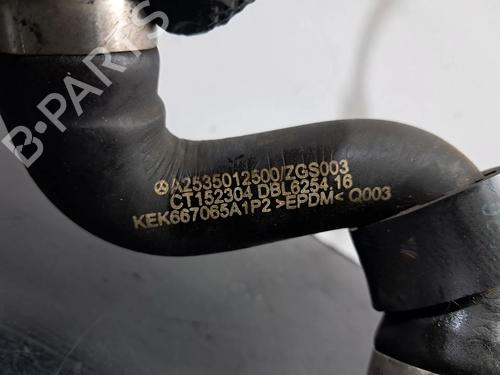 A2535012500/ZGS003
CT152304 DBL6254.16
KEK667065A1P2 >EPDM< Q003
B-PARTS